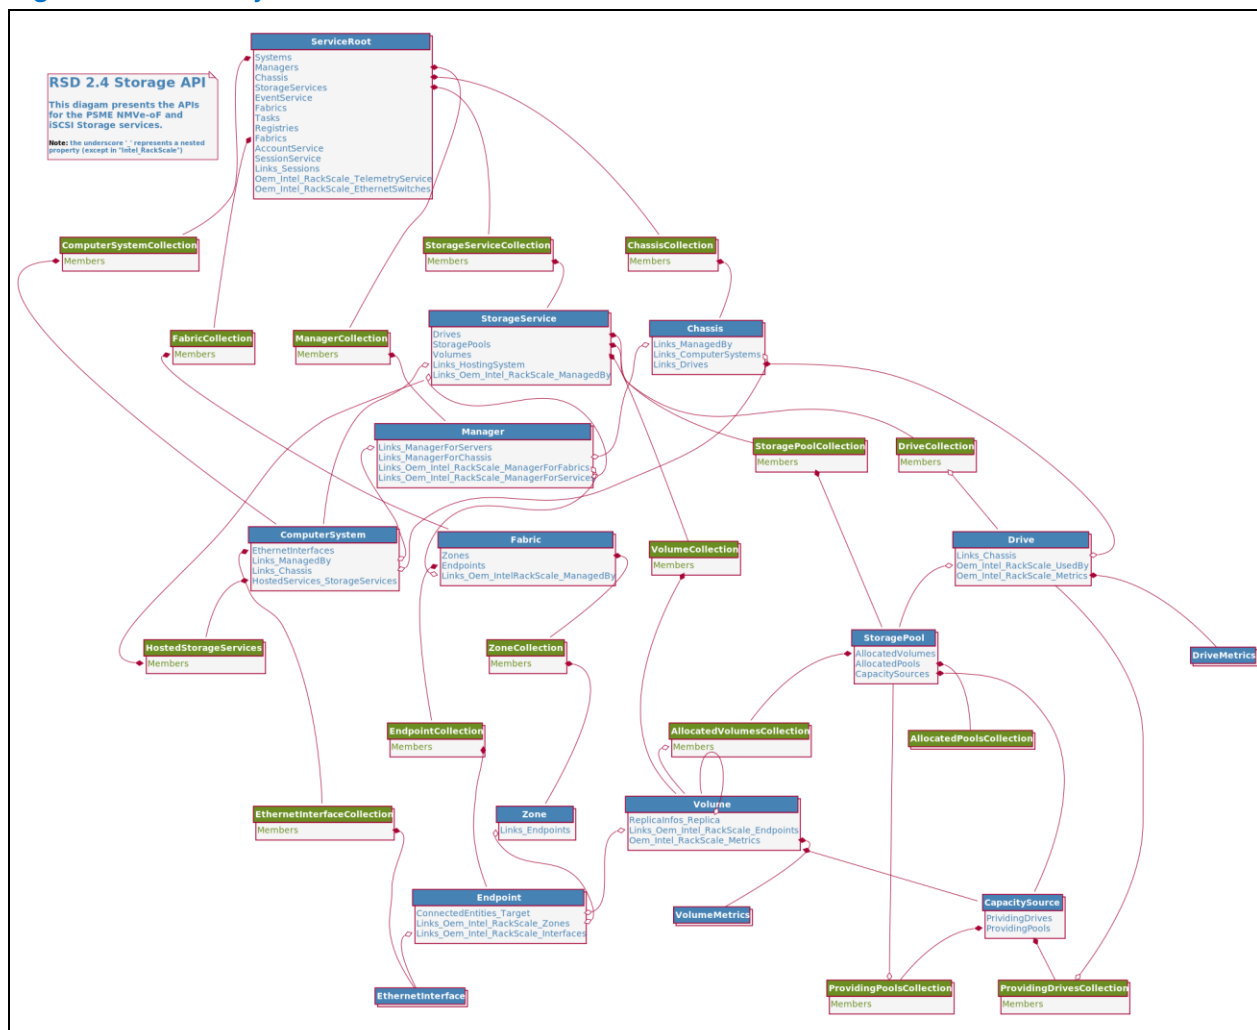 RSD 2.4 Storage API
This diagam presents the APIs
for the PSME NMVe-oF and
iSCSI Storage services.
Note: the underscore '_' represents a nested
property (except in "Intel_RackScale")
ServiceRoot
Systems
Managers
Chassis
StorageServices
EventService
Fabrics
Tasks
Registries
Fabrics
AccountService
SessionService
Links_Sessions
Oem_Intel_RackScale_TelemetryService
Oem_Intel_RackScale_EthernetSwitches
ComputerSystemCollection
Members
StorageServiceCollection
Members
ChassisCollection
Members
FabricCollection
Members
ManagerCollection
Members
StorageService
Drives
StoragePools
Volumes
Links_HostingSystem
Links_Oem_Intel_RackScale_ManagedBy
Chassis
Links_ManagedBy
Links_ComputerSystems
Links_Drives
Manager
Links_ManagerForServers
Links_ManagerForChassis
Links_Oem_Intel_RackScale_ManagerForFabrics
Links_Oem_Intel_RackScale_ManagerForServices
StoragePoolCollection
Members
DriveCollection
Members
ComputerSystem
EthernetInterfaces
Links_ManagedBy
Links_Chassis
HostedServices_StorageServices
Fabric
Zones
Endpoints
Links_Oem_IntelRackScale_ManagedBy
VolumeCollection
Members
Drive
Links_Chassis
Oem_Intel_RackScale_UsedBy
Oem_Intel_RackScale_Metrics
HostedStorageServices
Members
ZoneCollection
Members
StoragePool
AllocatedVolumes
AllocatedPools
CapacitySources
DriveMetrics
EndpointCollection
Members
AllocatedVolumesCollection
Members
AllocatedPoolsCollection
EthernetInterfaceCollection
Members
Zone
Links_Endpoints
Volume
ReplicaInfos_Replica
Links_Oem_Intel_RackScale_Endpoints
Oem_Intel_RackScale_Metrics
Endpoint
ConnectedEntities_Target
Links_Oem_Intel_RackScale_Zones
Links_Oem_Intel_RackScale_Interfaces
VolumeMetrics
CapacitySource
PrividingDrives
ProvidingPools
EthernetInterface
ProvidingPoolsCollection
Members
ProvidingDrivesCollection
Members